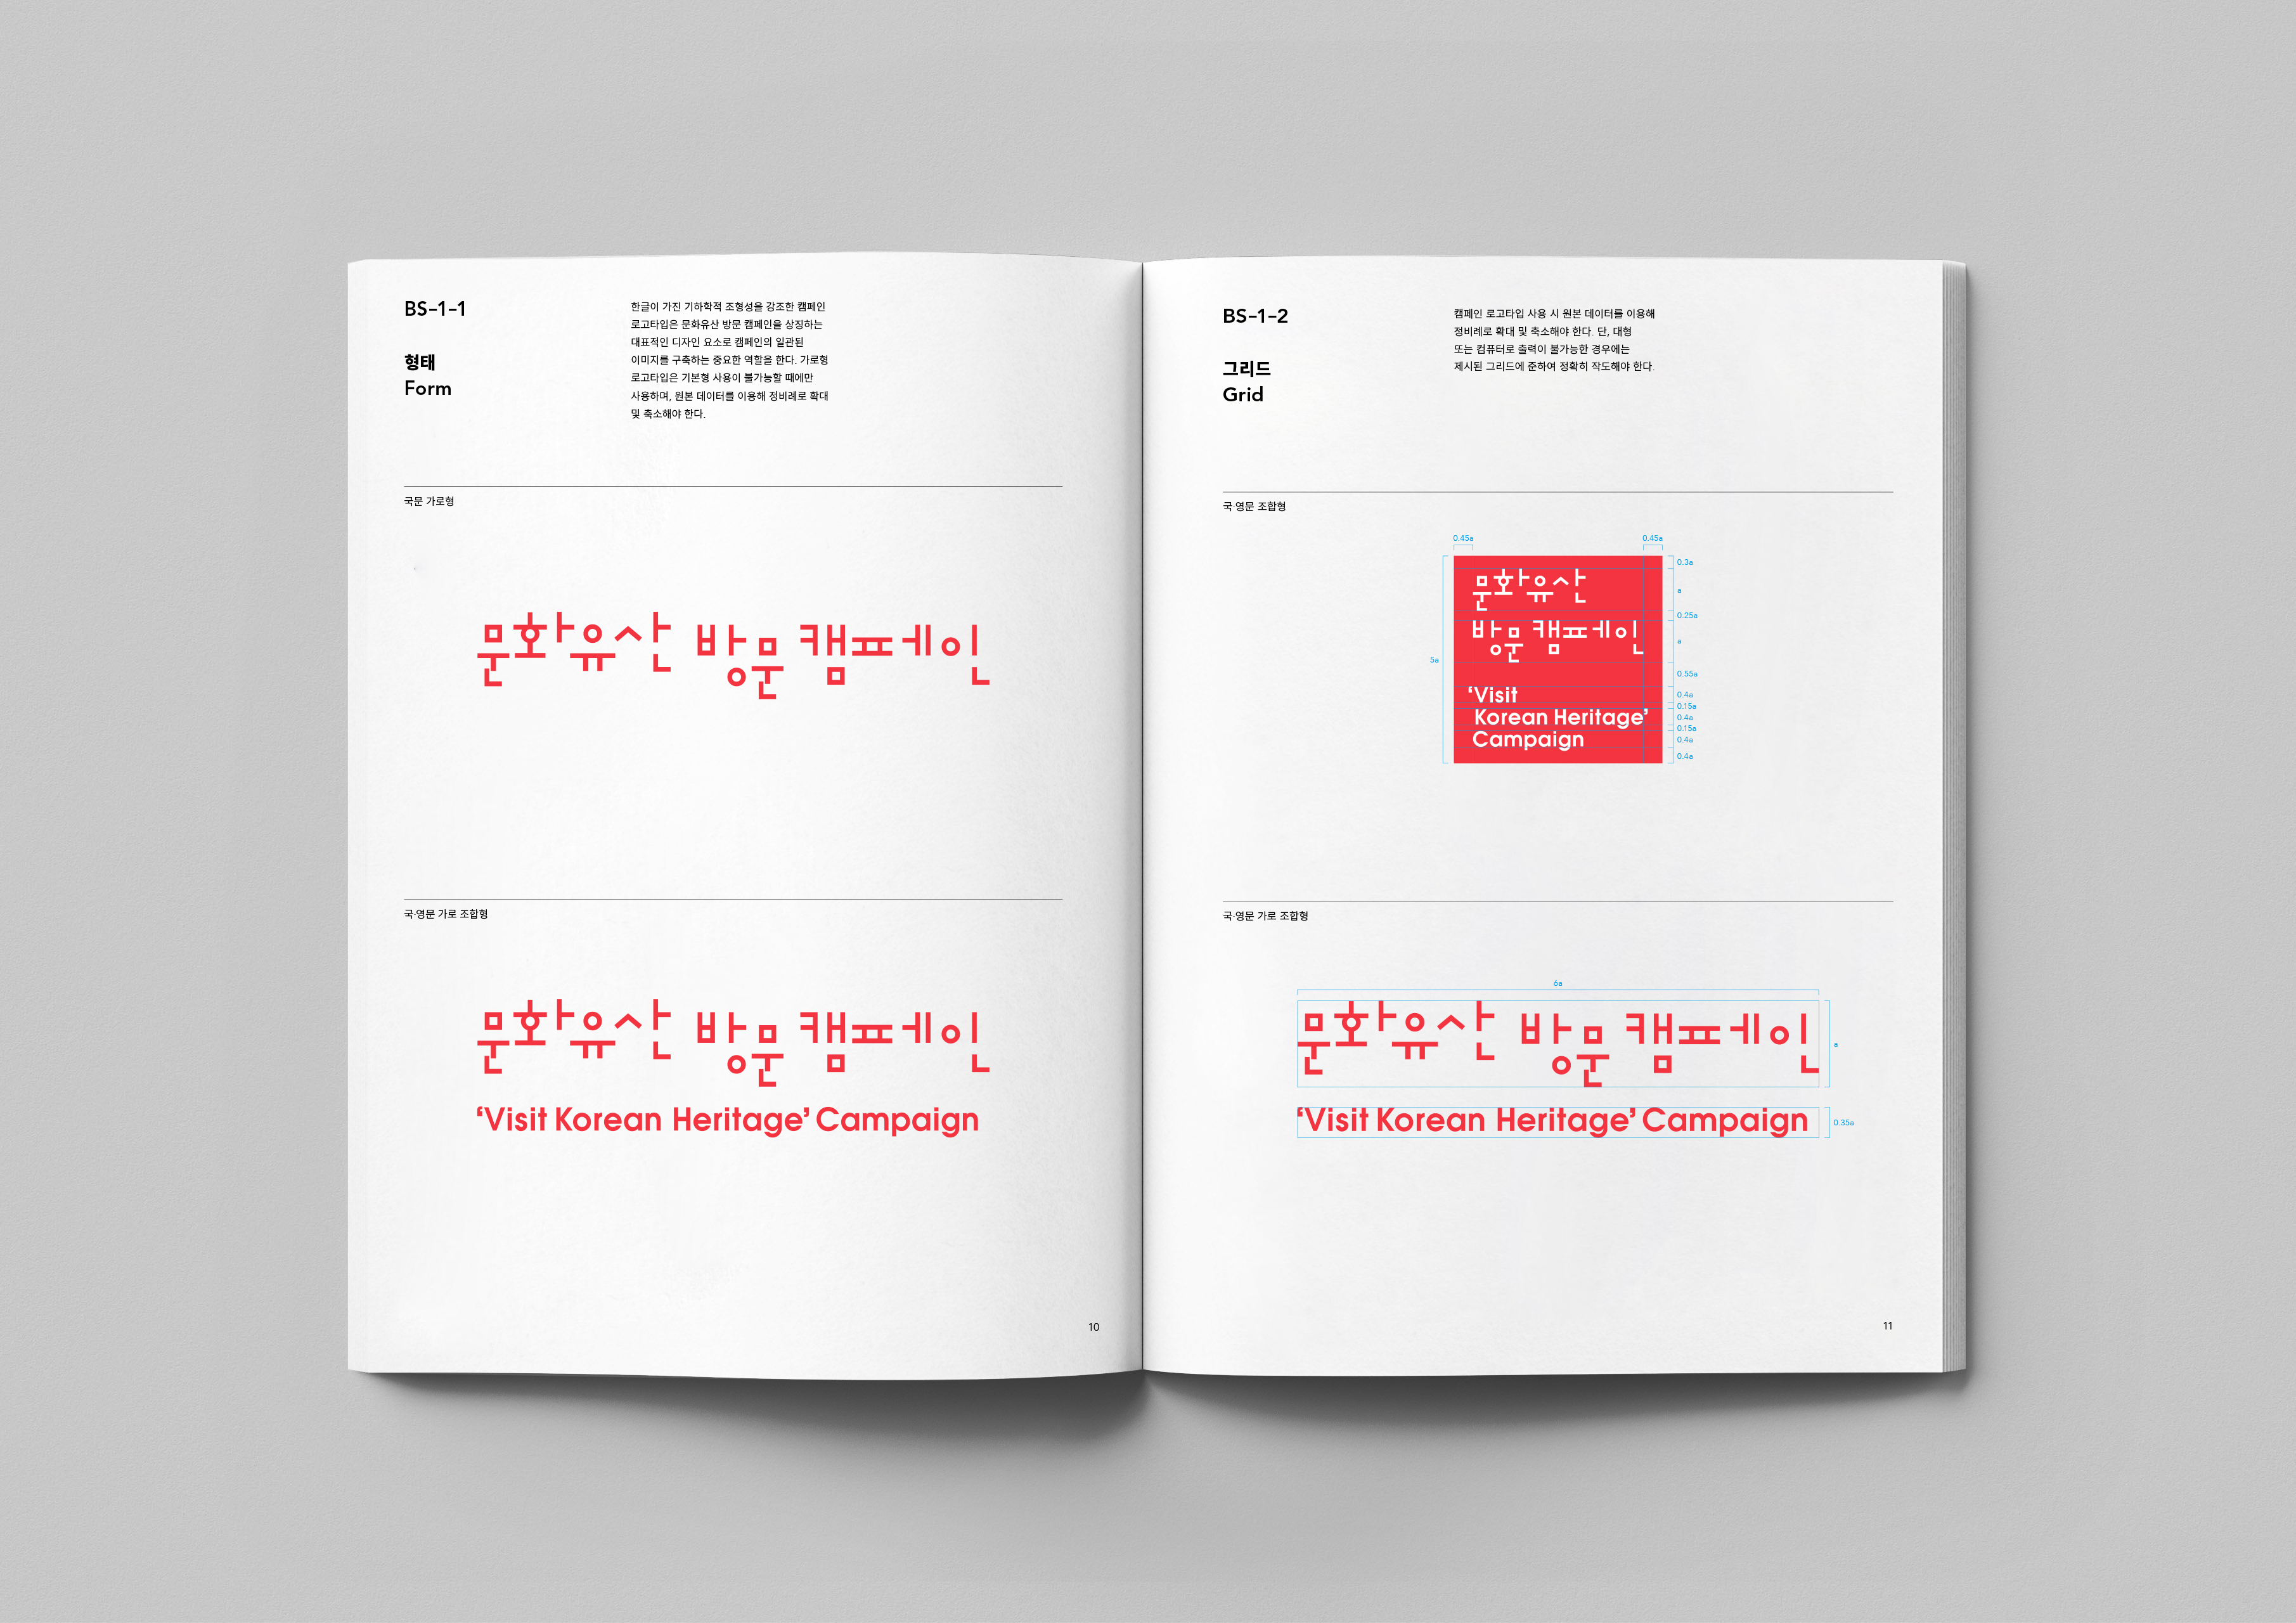 BS-1-1
형태
Form
한글이 가진 기하학적 조형성을 강조한 캠페인
로고타입은 문화유산 방문 캠페인을 상징하는
대표적인 디자인 요소로 캠페인의 일관된
이미지를 구축하는 중요한 역할을 한다. 가로형
로고타입은 기본형 사용이 불가능할 때에만
사용하며, 원본 데이터를 이용해 정비례로 확대
및 축소해야 한다.
국문 가로형
문화유산 방문 캠페인
국·영문 가로 조합형
문화유산 방문 캠페인
‘Visit Korean Heritage’ Campaign
10
BS-1-2
그리드
Grid
캠페인 로고타입 사용 시 원본 데이터를 이용해
정비례로 확대 및 축소해야 한다. 단, 대형
또는 컴퓨터로 출력이 불가능한 경우에는
제시된 그리드에 준하여 정확히 작도해야 한다.
국·영문 조합형
0.45a 0.45a
5a
문화유산
방문 캠페인
‘Visit
Korean Heritage’
Campaign
0.3a
a
0.25a
a
0.55a
0.4a
0.15a
0.4a
0.15a
0.4a
0.4a
국·영문 가로 조합형
6a
문화유산 방문 캠페인
a
‘Visit Korean Heritage’ Campaign
0.35a
11